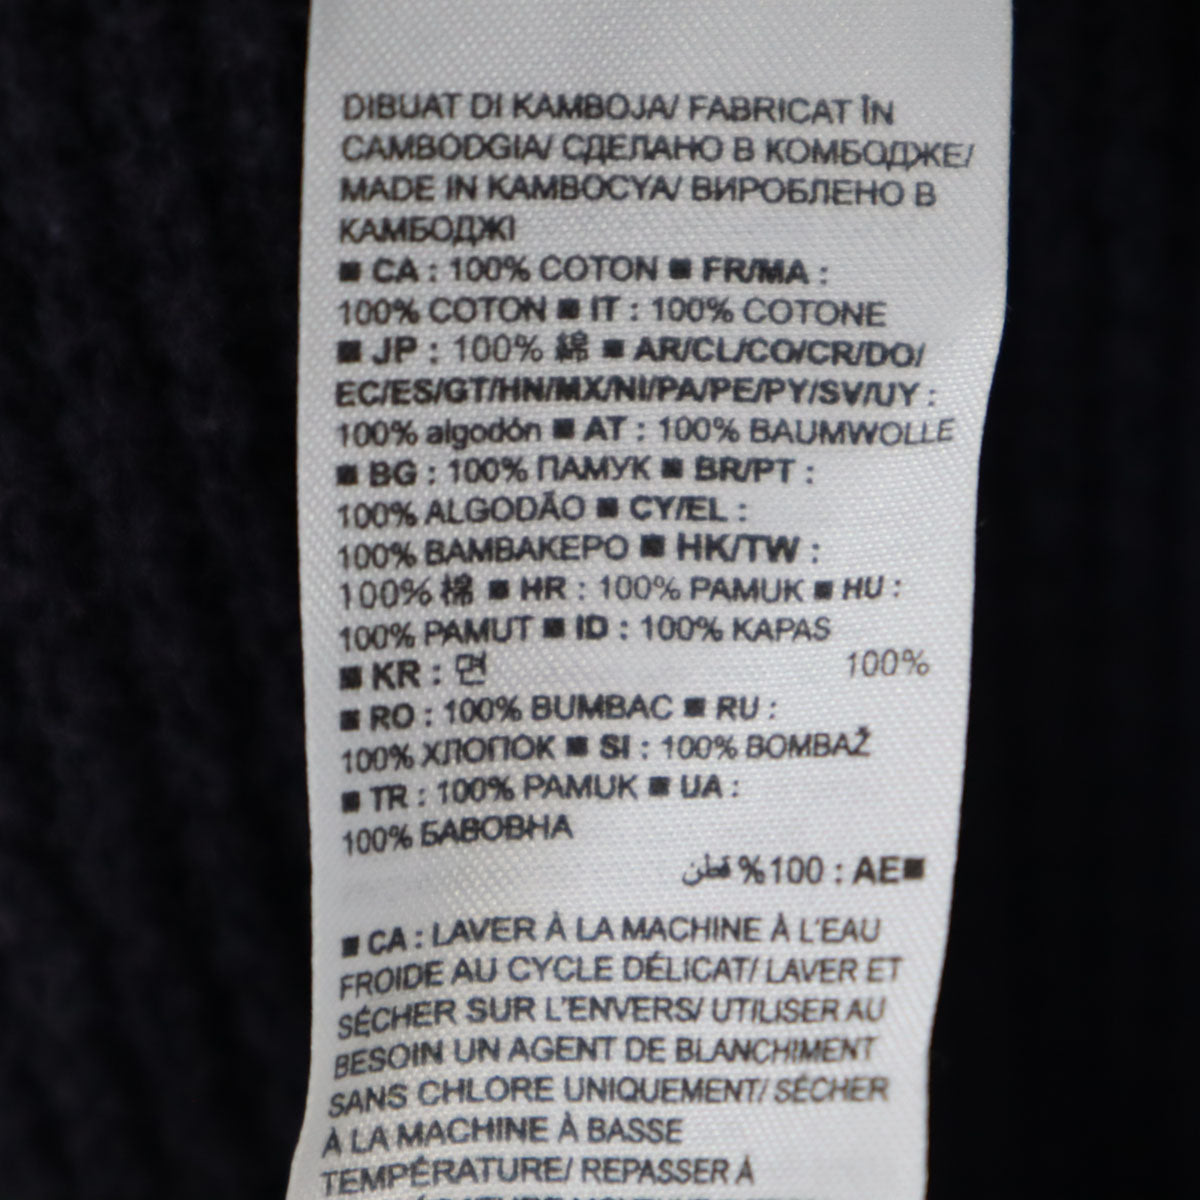 DIBUAT DI KAMBOJA/ FABRICAT ÎN
CAMBODGIA/ СДЕЛАНО В КОМБОДЖЕ/
MADE IN KAMBOCYA/ ВИРОБЛЕНО В
КАМБОДЖІ
■ CA : 100% COTON ■ FR/MA :
100% COTON ■ IT : 100% COTONE
■ JP : 100% 綿 ■ AR/CL/CO/CR/DO/
EC/ES/GT/HN/MX/NI/PA/PE/PY/SV/UY :
100% algodón ■ AT : 100% BAUMWOLLE
■ BG : 100% ПАМУК ■ BR/PT :
100% ALGODÃO ■ CY/EL :
100% ΒΑΜΒΑΚΕΡΟ ■ HK/TW :
100% 棉 ■ HR : 100% PAMUK ■ HU :
100% PAMUT ■ ID : 100% KAPAS
■ KR : 면 100%
■ RO : 100% BUMBAC ■ RU :
100% ХЛОПОК ■ SI : 100% BOMBAŽ
■ TR : 100% PAMUK ■ UA :
100% БАВОВНА
■AE : 100% قطن
■ CA : LAVER À LA MACHINE À L'EAU
FROIDE AU CYCLE DÉLICAT/ LAVER ET
SÉCHER SUR L'ENVERS/ UTILISER AU
BESOIN UN AGENT DE BLANCHIMENT
SANS CHLORE UNIQUEMENT/ SÉCHER
À LA MACHINE À BASSE
TEMPÉRATURE/ REPASSER À